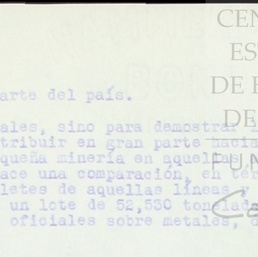 CEN
ES
DE
DE
FUN
arte del país.
ales, sino para demostrar
tribuir en gran parte hacia
queña minería en aquellas
ace una comparación, en
letes de aquellas líneas, y
un lote de 52,530 tonelad
oficiales sobre metales,